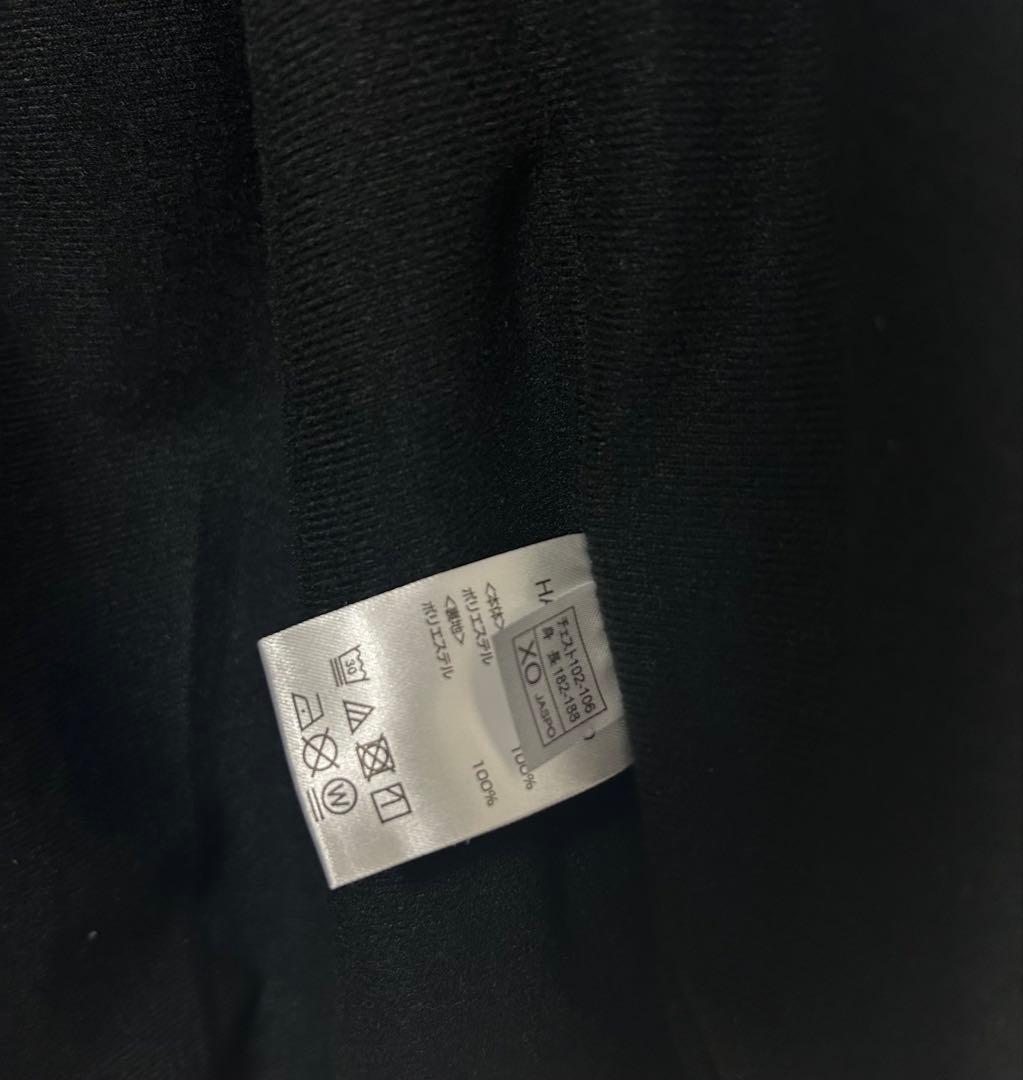 チェスト102-106
身 長182-188
XO JASPO
<本体>
ポリエステル 100%
<裏地>
ポリエステル 100%
30
W